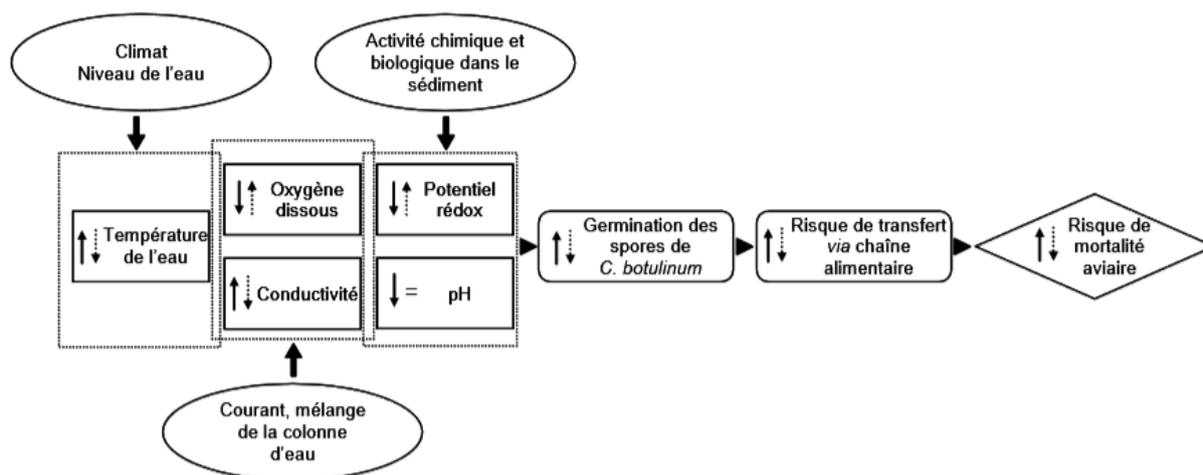 Climat
Niveau de l'eau
Activité chimique et
biologique dans le
sédiment
Température
de l'eau
Oxygène
dissous
Conductivité
Potentiel
rédox
= pH
Germination des
spores de
C. botulinum
Risque de transfert
via chaîne
alimentaire
Risque de
mortalité
aviaire
Courant, mélange
de la colonne
d'eau